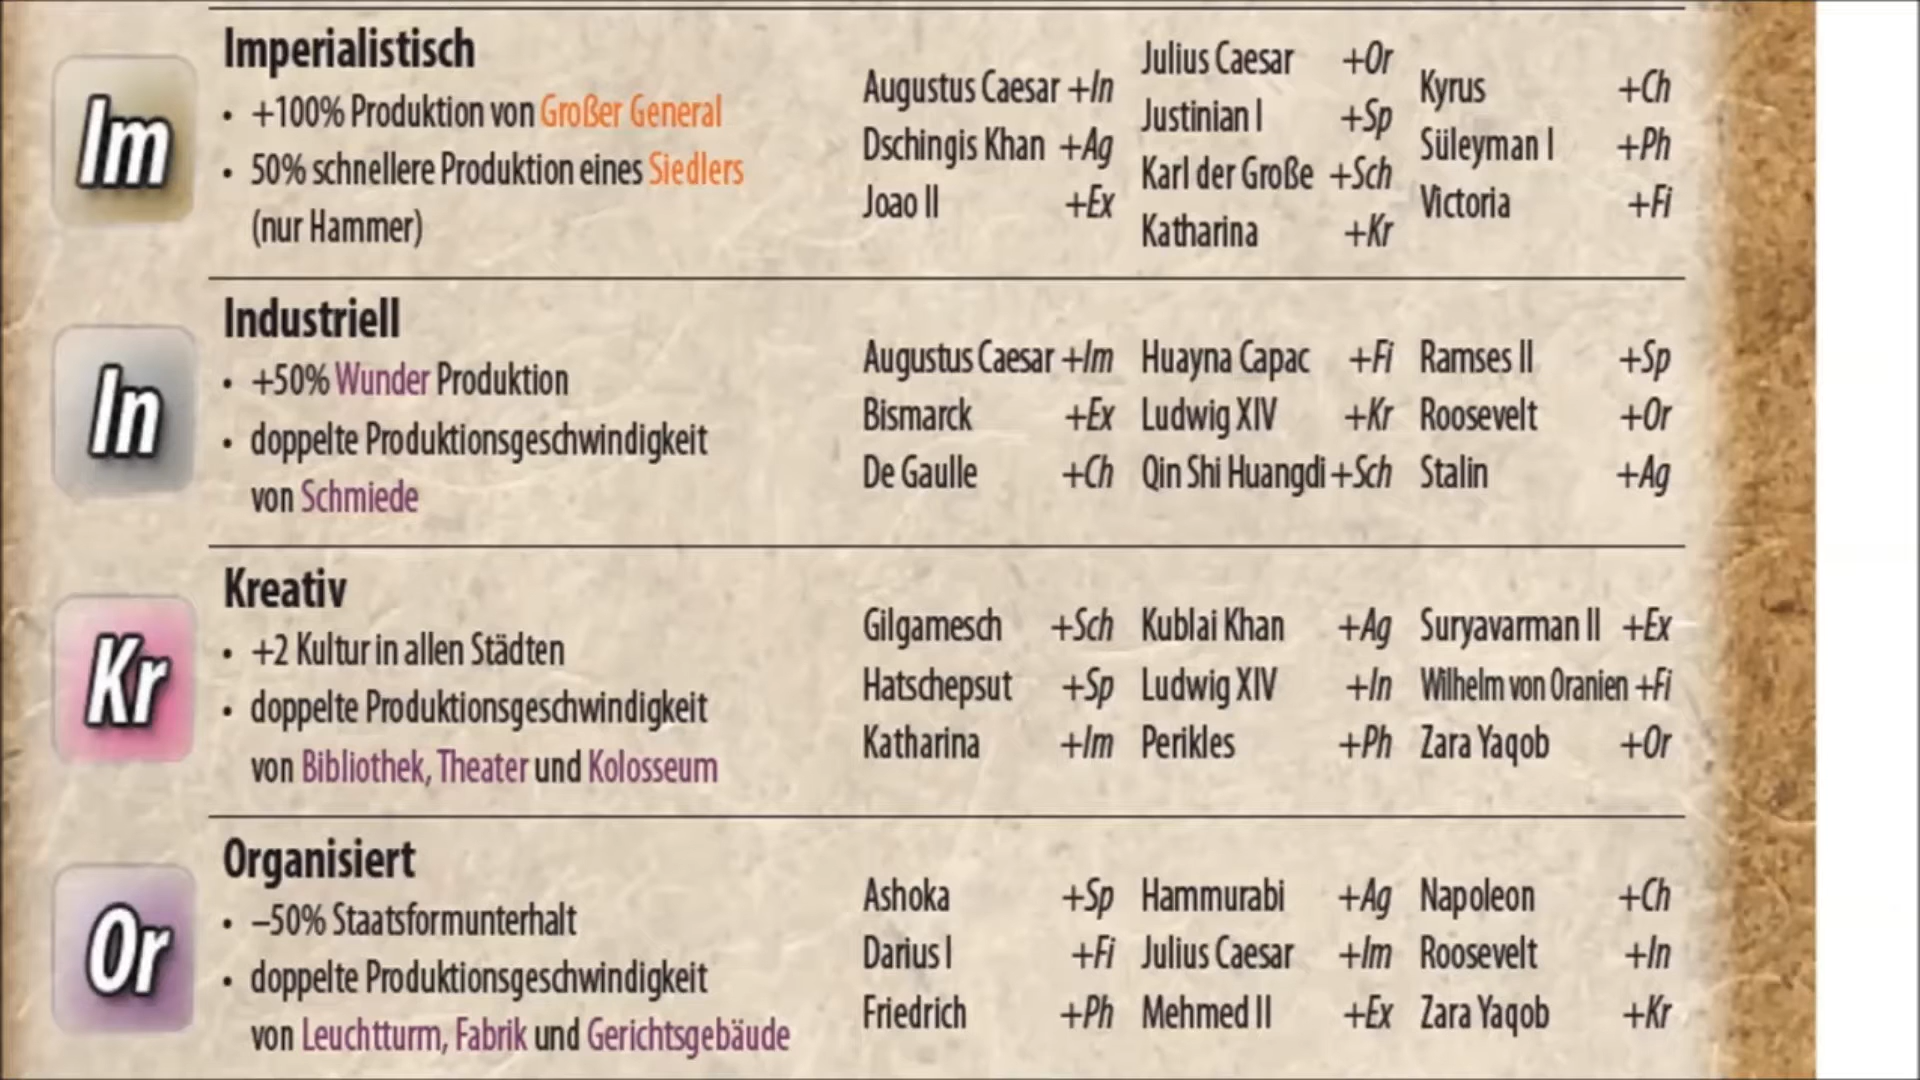 Im
Imperialistisch
• +100% Produktion von Großer General
• 50% schnellere Produktion eines Siedlers
(nur Hammer)
Augustus Caesar +In
Dschingis Khan +Ag
Joao II +Ex
Julius Caesar +Or
Justinian I +Sp
Karl der Große +Sch
Katharina +Kr
Kyrus +Ch
Süleyman I +Ph
Victoria +Fi
In
Industriell
• +50% Wunder Produktion
• doppelte Produktionsgeschwindigkeit
von Schmiede
Augustus Caesar +Im
Bismarck +Ex
De Gaulle +Ch
Huayna Capac +Fi
Ludwig XIV +Kr
Qin Shi Huangdi +Sch
Ramses II +Sp
Roosevelt +Or
Stalin +Ag
Kr
Kreativ
• +2 Kultur in allen Städten
• doppelte Produktionsgeschwindigkeit
von Bibliothek, Theater und Kolosseum
Gilgamesch +Sch
Hatschepsut +Sp
Katharina +Im
Kublai Khan +Ag
Ludwig XIV +In
Perikles +Ph
Suryavarman II +Ex
Wilhelm von Oranien +Fi
Zara Yaqob +Or
Or
Organisiert
• –50% Staatsformunterhalt
• doppelte Produktionsgeschwindigkeit
von Leuchtturm, Fabrik und Gerichtsgebäude
Ashoka +Sp
Darius I +Fi
Friedrich +Ph
Hammurabi +Ag
Julius Caesar +Im
Mehmed II +Ex
Napoleon +Ch
Roosevelt +In
Zara Yaqob +Kr